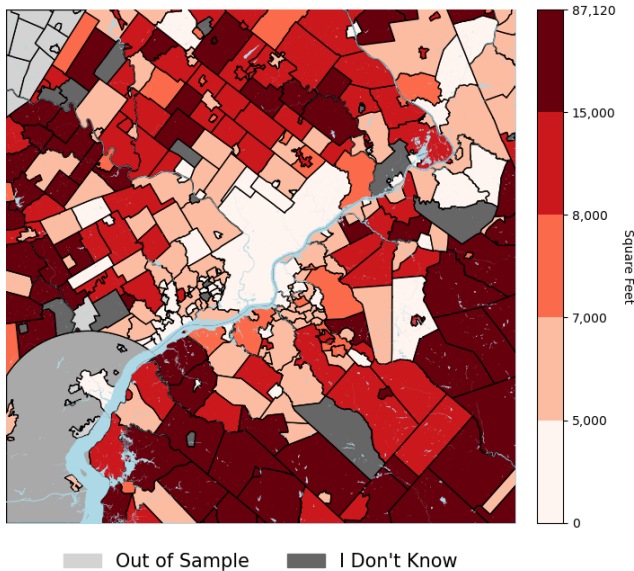 87,120
15,000
8,000
7,000
5,000
0
Square Feet
Out of Sample
I Don't Know